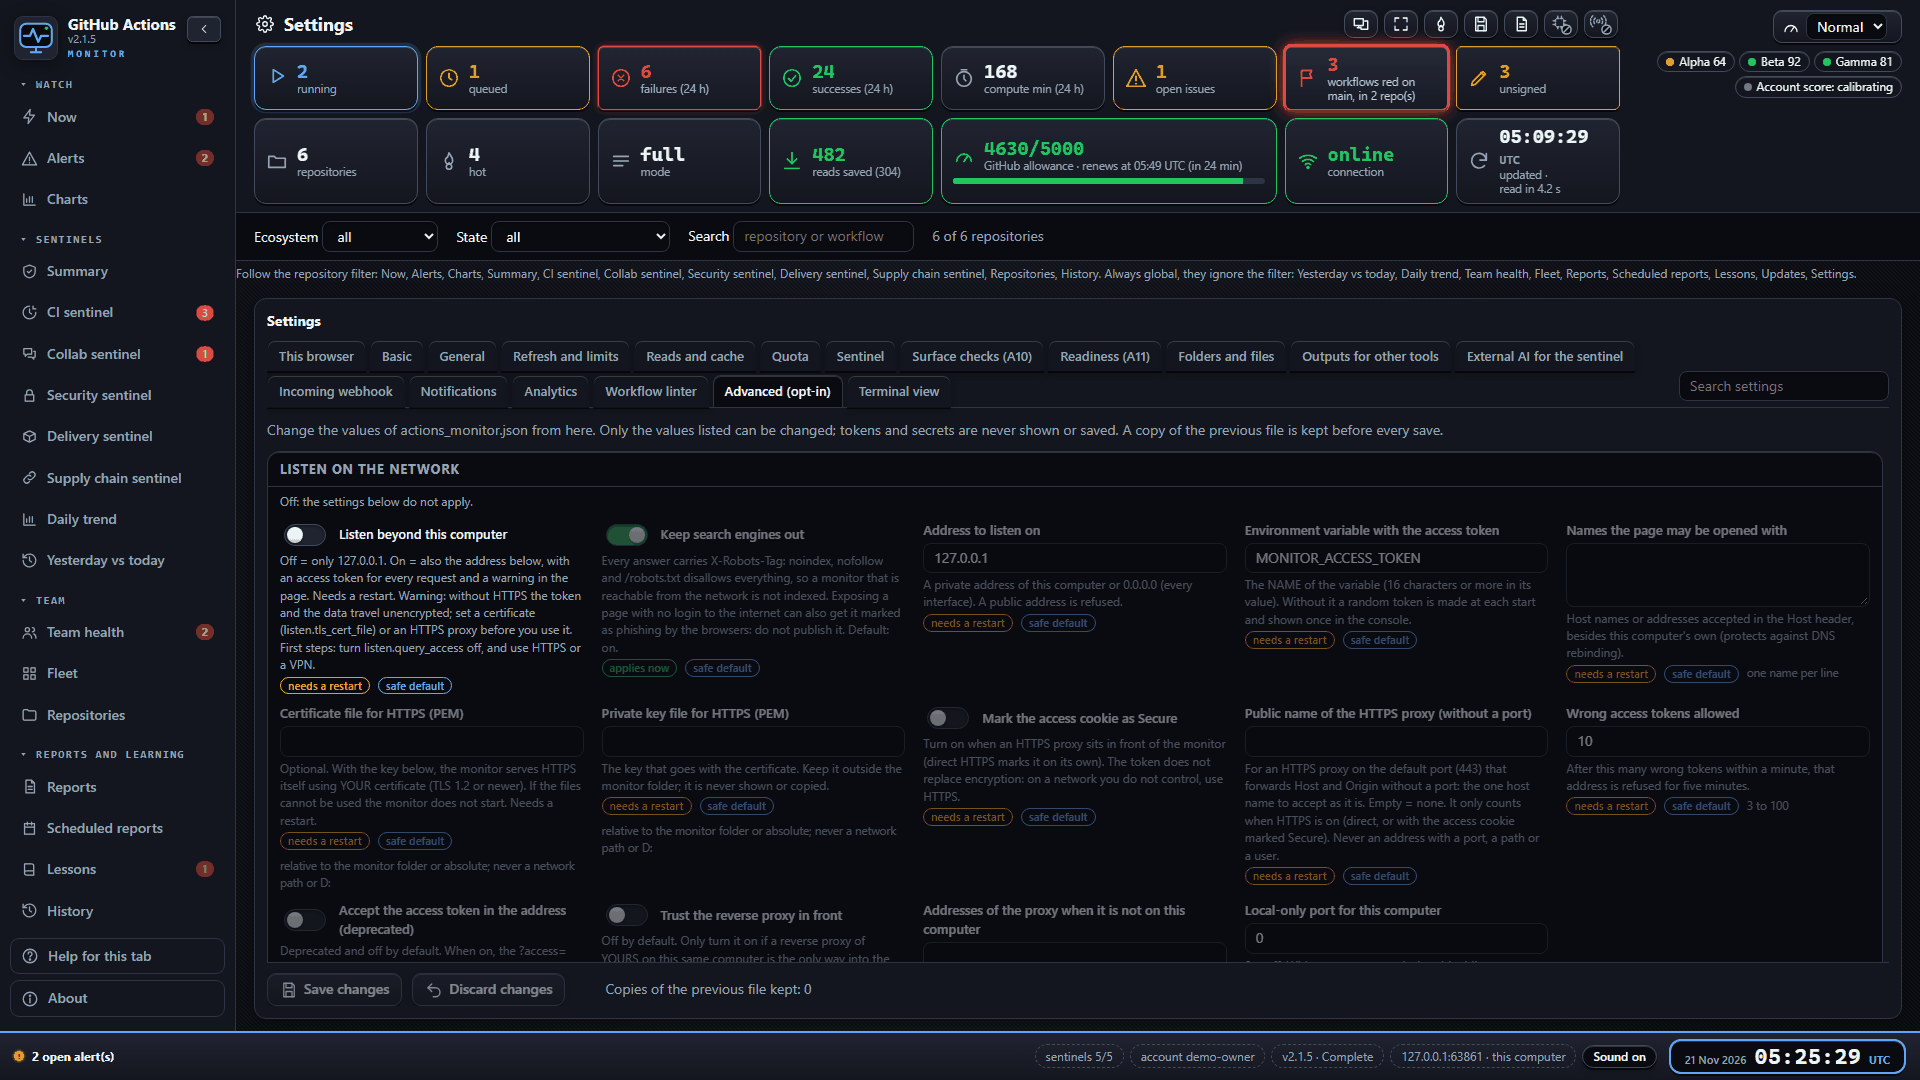 GitHub Actions
v2.1.5
MONITOR
WATCH
Now
1
Alerts
2
Charts
SENTINELS
Summary
CI sentinel
3
Collab sentinel
1
Security sentinel
Delivery sentinel
Supply chain sentinel
Daily trend
Yesterday vs today
TEAM
Team health
2
Fleet
Repositories
REPORTS AND LEARNING
Reports
Scheduled reports
Lessons
1
History
Help for this tab
About
Settings
Normal
2
running
1
queued
6
failures (24 h)
24
successes (24 h)
168
compute min (24 h)
1
open issues
3
workflows red on
main, in 2 repo(s)
3
unsigned
Alpha 64
Beta 92
Gamma 81
Account score: calibrating
6
repositories
4
hot
full
mode
482
reads saved (304)
4630/5000
GitHub allowance · renews at 05:49 UTC (in 24 min)
online
connection
05:09:29
UTC
updated ·
read in 4.2 s
Ecosystem
all
State
all
Search
repository or workflow
6 of 6 repositories
Follow the repository filter: Now, Alerts, Charts, Summary, CI sentinel, Collab sentinel, Security sentinel, Delivery sentinel, Supply chain sentinel, Repositories, History. Always global, they ignore the filter: Yesterday vs today, Daily trend, Team health, Fleet, Reports, Scheduled reports, Lessons, Updates, Settings.
Settings
This browser
Basic
General
Refresh and limits
Reads and cache
Quota
Sentinel
Surface checks (A10)
Readiness (A11)
Folders and files
Outputs for other tools
External AI for the sentinel
Incoming webhook
Notifications
Analytics
Workflow linter
Advanced (opt-in)
Terminal view
Search settings
Change the values of actions_monitor.json from here. Only the values listed can be changed; tokens and secrets are never shown or saved. A copy of the previous file is kept before every save.
LISTEN ON THE NETWORK
Off: the settings below do not apply.
Listen beyond this computer
Off = only 127.0.0.1. On = also the address below, with
an access token for every request and a warning in the
page. Needs a restart. Warning: without HTTPS the token
and the data travel unencrypted; set a certificate
(listen.tls_cert_file) or an HTTPS proxy before you use it.
First steps: turn listen.query_access off, and use HTTPS or
a VPN.
needs a restart
safe default
Keep search engines out
Every answer carries X-Robots-Tag: noindex, nofollow
and /robots.txt disallows everything, so a monitor that is
reachable from the network is not indexed. Exposing a
page with no login to the internet can also get it marked
as phishing by the browsers: do not publish it. Default:
on.
applies now
safe default
Address to listen on
127.0.0.1
A private address of this computer or 0.0.0.0 (every
interface). A public address is refused.
needs a restart
safe default
Environment variable with the access token
MONITOR_ACCESS_TOKEN
The NAME of the variable (16 characters or more in its
value). Without it a random token is made at each start
and shown once in the console.
needs a restart
safe default
Names the page may be opened with
Host names or addresses accepted in the Host header,
besides this computer's own (protects against DNS
rebinding).
needs a restart
safe default
one name per line
Certificate file for HTTPS (PEM)
Optional. With the key below, the monitor serves HTTPS
itself using YOUR certificate (TLS 1.2 or newer). If the files
cannot be used the monitor does not start. Needs a
restart.
needs a restart
safe default
relative to the monitor folder or absolute; never a network
path or D:
Private key file for HTTPS (PEM)
The key that goes with the certificate. Keep it outside the
monitor folder; it is never shown or copied.
needs a restart
safe default
relative to the monitor folder or absolute; never a network
path or D:
Mark the access cookie as Secure
Turn on when an HTTPS proxy sits in front of the monitor
(direct HTTPS marks it on its own). The token does not
replace encryption: on a network you do not control, use
HTTPS.
needs a restart
safe default
Public name of the HTTPS proxy (without a port)
For an HTTPS proxy on the default port (443) that
forwards Host and Origin without a port: the one host
name to accept as it is. Empty = none. It only counts
when HTTPS is on (direct, or with the access cookie
marked Secure). Never an address with a port, a path or
a user.
needs a restart
safe default
Wrong access tokens allowed
10
After this many wrong tokens within a minute, that
address is refused for five minutes.
needs a restart
safe default
3 to 100
Accept the access token in the address
(deprecated)
Deprecated and off by default. When on, the ?access=
Trust the reverse proxy in front
Off by default. Only turn it on if a reverse proxy of
YOURS on this same computer is the only way into the
Addresses of the proxy when it is not on this
computer
Local-only port for this computer
0
Save changes
Discard changes
Copies of the previous file kept: 0
2 open alert(s)
sentinels 5/5
account demo-owner
v2.1.5 · Complete
127.0.0.1:63861 · this computer
Sound on
21 Nov 2026
05:25:29
UTC